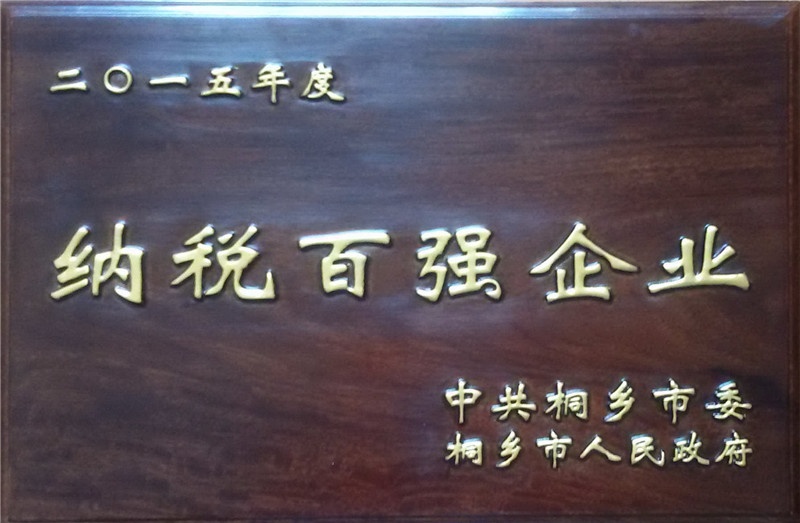 二〇一五年度
纳税百强企业
中共桐乡市委
桐乡市人民政府